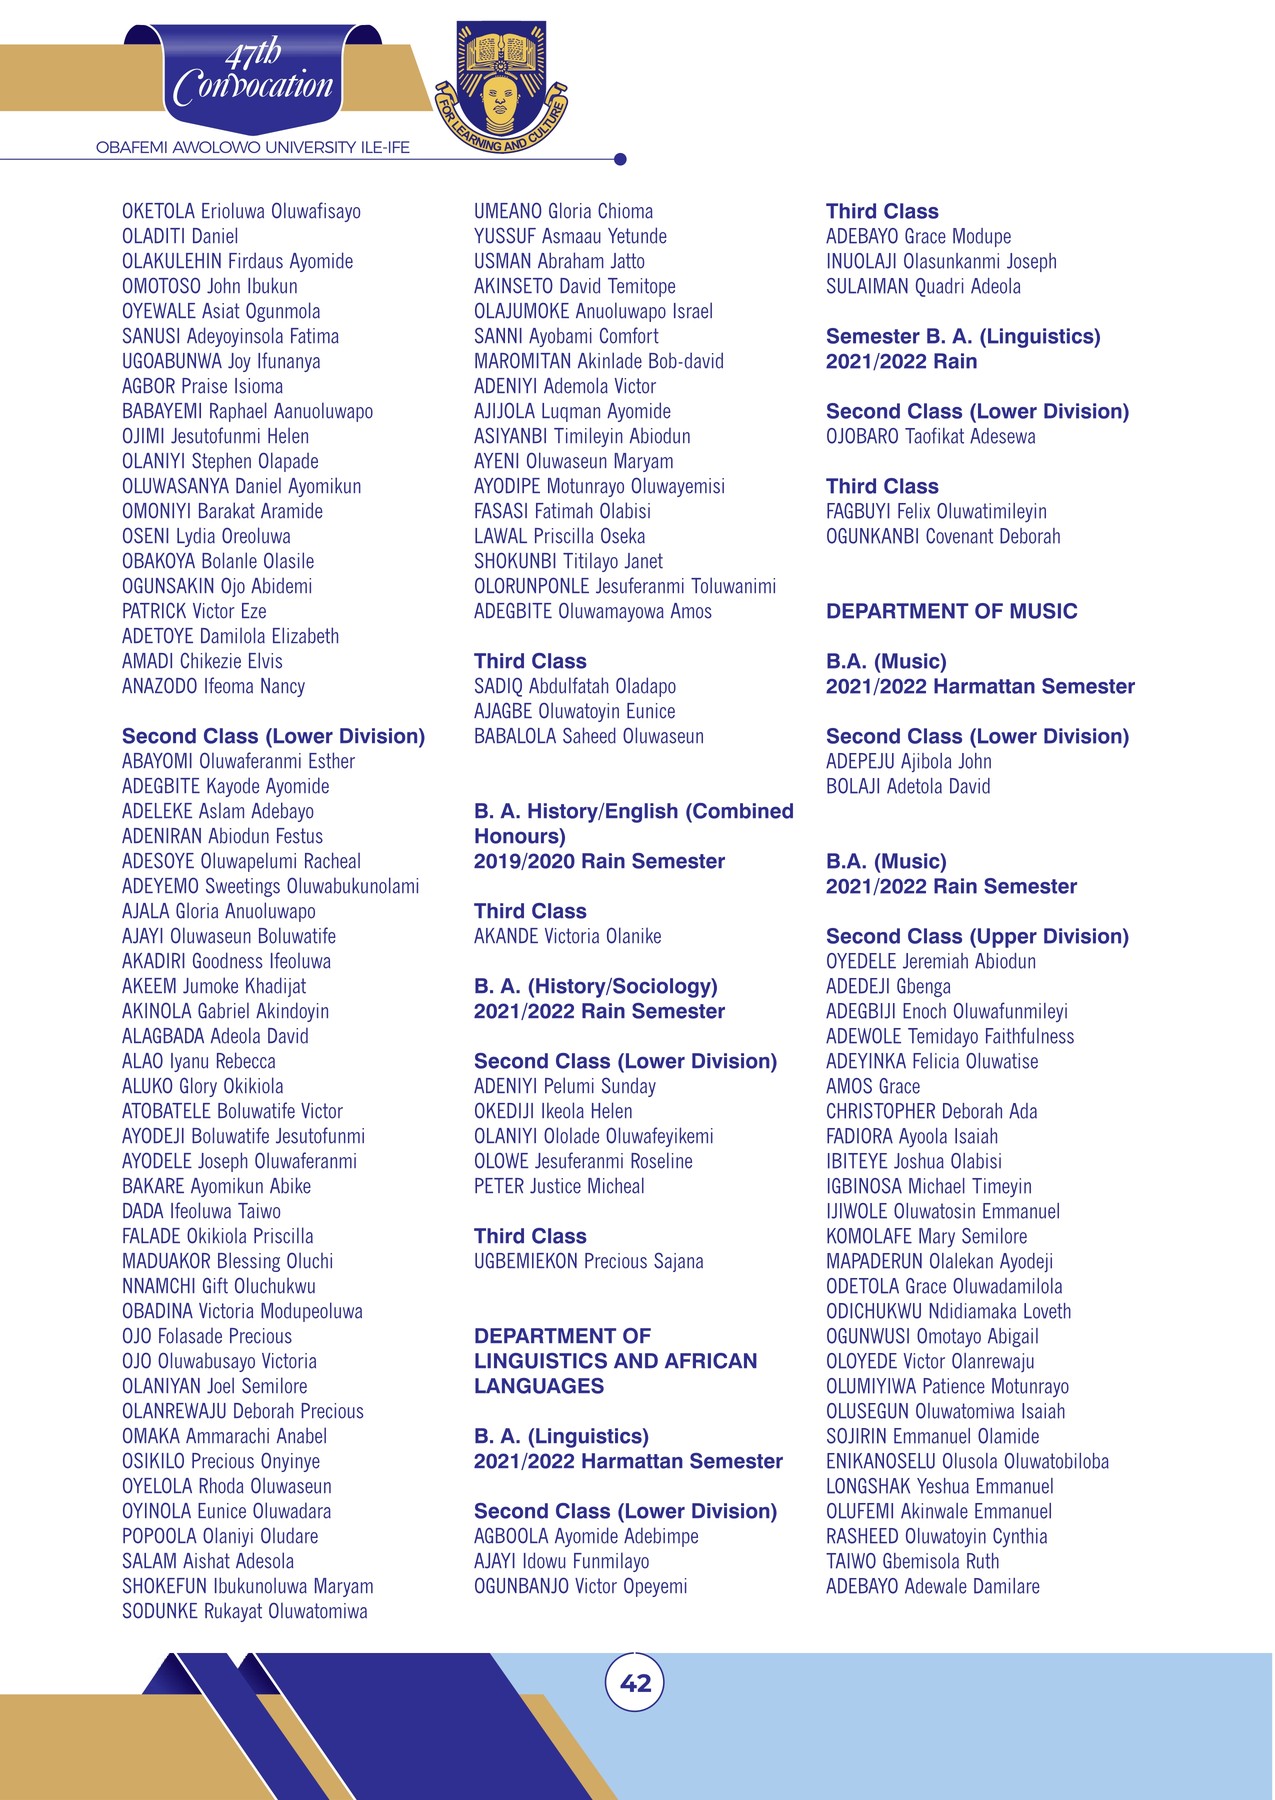 47th
Convocation
OBAFEMI AWOLOWO UNIVERSITY ILE-IFE
FOR LEARNING AND CULTURE
OKETOLA Erioluwa Oluwafisayo
OLADITI Daniel
OLAKULEHIN Firdaus Ayomide
OMOTOSO John Ibukun
OYEWALE Asiat Ogunmola
SANUSI Adeyoyinsola Fatima
UGOABUNWA Joy Ifunanya
AGBOR Praise Isioma
BABAYEMI Raphael Aanuoluwapo
OJIMI Jesutofunmi Helen
OLANIYI Stephen Olapade
OLUWASANYA Daniel Ayomikun
OMONIYI Barakat Aramide
OSENI Lydia Oreoluwa
OBAKOYA Bolanle Olasile
OGUNSAKIN Ojo Abidemi
PATRICK Victor Eze
ADETOYE Damilola Elizabeth
AMADI Chikezie Elvis
ANAZODO Ifeoma Nancy
Second Class (Lower Division)
ABAYOMI Oluwaferanmi Esther
ADEGBITE Kayode Ayomide
ADELEKE Aslam Adebayo
ADENIRAN Abiodun Festus
ADESOYE Oluwapelumi Racheal
ADEYEMO Sweetings Oluwabukunolami
AJALA Gloria Anuoluwapo
AJAYI Oluwaseun Boluwatife
AKADIRI Goodness Ifeoluwa
AKEEM Jumoke Khadijat
AKINOLA Gabriel Akindoyin
ALAGBADA Adeola David
ALAO Iyanu Rebecca
ALUKO Glory Okikiola
ATOBATELE Boluwatife Victor
AYODEJI Boluwatife Jesutofunmi
AYODELE Joseph Oluwaferanmi
BAKARE Ayomikun Abike
DADA Ifeoluwa Taiwo
FALADE Okikiola Priscilla
MADUAKOR Blessing Oluchi
NNAMCHI Gift Oluchukwu
OBADINA Victoria Modupeoluwa
OJO Folasade Precious
OJO Oluwabusayo Victoria
OLANIYAN Joel Semilore
OLANREWAJU Deborah Precious
OMAKA Ammarachi Anabel
OSIKILO Precious Onyinye
OYELOLA Rhoda Oluwaseun
OYINOLA Eunice Oluwadara
POPOOLA Olaniyi Oludare
SALAM Aishat Adesola
SHOKEFUN Ibukunoluwa Maryam
SODUNKE Rukayat Oluwatomiwa
UMEANO Gloria Chioma
YUSSUF Asmaau Yetunde
USMAN Abraham Jatto
AKINSETO David Temitope
OLAJUMOKE Anuoluwapo Israel
SANNI Ayobami Comfort
MAROMITAN Akinlade Bob-david
ADENIYI Ademola Victor
AJIJOLA Luqman Ayomide
ASIYANBI Timileyin Abiodun
AYENI Oluwaseun Maryam
AYODIPE Motunrayo Oluwayemisi
FASASI Fatimah Olabisi
LAWAL Priscilla Oseka
SHOKUNBI Titilayo Janet
OLORUNPONLE Jesuferanmi Toluwanimi
ADEGBITE Oluwamayowa Amos
Third Class
SADIQ Abdulfatah Oladapo
AJAGBE Oluwatoyin Eunice
BABALOLA Saheed Oluwaseun
B. A. History/English (Combined
Honours)
2019/2020 Rain Semester
Third Class
AKANDE Victoria Olanike
B. A. (History/Sociology)
2021/2022 Rain Semester
Second Class (Lower Division)
ADENIYI Pelumi Sunday
OKEDIJI Ikeola Helen
OLANIYI Ololade Oluwafeyikemi
OLOWE Jesuferanmi Roseline
PETER Justice Micheal
Third Class
UGBEMIEKON Precious Sajana
DEPARTMENT OF
LINGUISTICS AND AFRICAN
LANGUAGES
B. A. (Linguistics)
2021/2022 Harmattan Semester
Second Class (Lower Division)
AGBOOLA Ayomide Adebimpe
AJAYI Idowu Funmilayo
OGUNBANJO Victor Opeyemi
Third Class
ADEBAYO Grace Modupe
INUOLAJI Olasunkanmi Joseph
SULAIMAN Quadri Adeola
Semester B. A. (Linguistics)
2021/2022 Rain
Second Class (Lower Division)
OJOBARO Taofikat Adesewa
Third Class
FAGBUYI Felix Oluwatimileyin
OGUNKANBI Covenant Deborah
DEPARTMENT OF MUSIC
B.A. (Music)
2021/2022 Harmattan Semester
Second Class (Lower Division)
ADEPEJU Ajibola John
BOLAJI Adetola David
B.A. (Music)
2021/2022 Rain Semester
Second Class (Upper Division)
OYEDELE Jeremiah Abiodun
ADEDEJI Gbenga
ADEGBIJI Enoch Oluwafunmileyi
ADEWOLE Temidayo Faithfulness
ADEYINKA Felicia Oluwatise
AMOS Grace
CHRISTOPHER Deborah Ada
FADIORA Ayoola Isaiah
IBITEYE Joshua Olabisi
IGBINOSA Michael Timeyin
IJIWOLE Oluwatosin Emmanuel
KOMOLAFE Mary Semilore
MAPADERUN Olalekan Ayodeji
ODETOLA Grace Oluwadamilola
ODICHUKWU Ndidiamaka Loveth
OGUNWUSI Omotayo Abigail
OLOYEDE Victor Olanrewaju
OLUMIYIWA Patience Motunrayo
OLUSEGUN Oluwatomiwa Isaiah
SOJIRIN Emmanuel Olamide
ENIKANOSELU Olusola Oluwatobiloba
LONGSHAK Yeshua Emmanuel
OLUFEMI Akinwale Emmanuel
RASHEED Oluwatoyin Cynthia
TAIWO Gbemisola Ruth
ADEBAYO Adewale Damilare
42